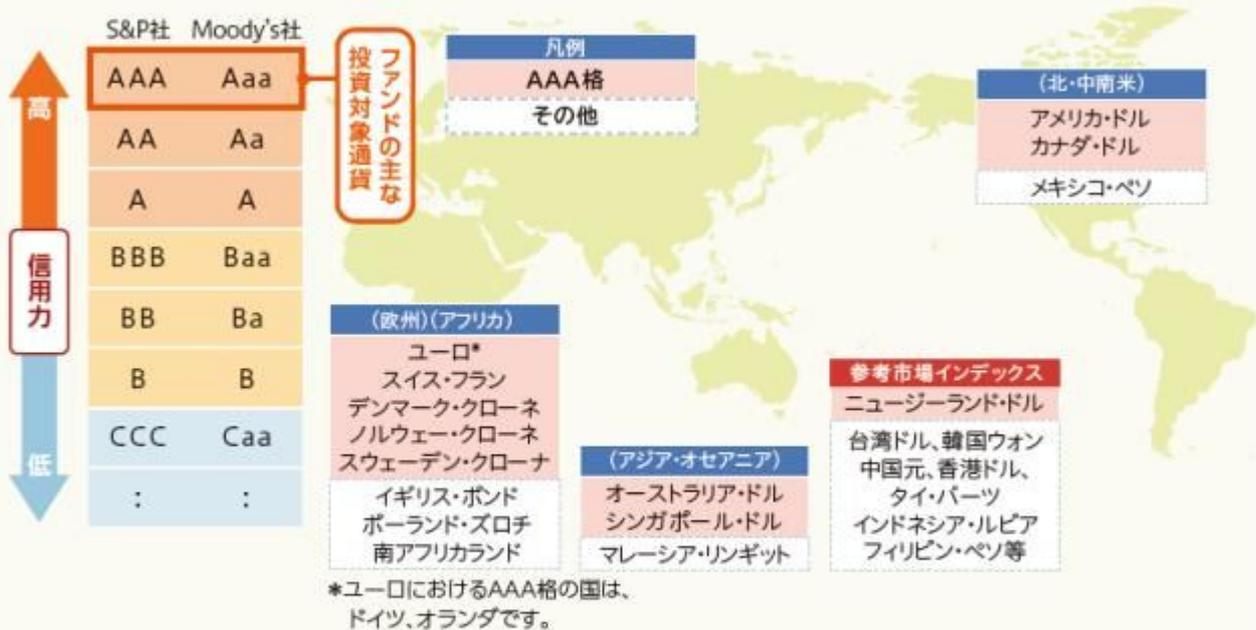 S&P社 Moody's社
高
信用力
低
AAA Aaa
AA Aa
A A
BBB Baa
BB Ba
B B
CCC Caa
: :
ファンドの主な
投資対象通貨
凡例
AAA格
その他
(北・中南米)
アメリカ・ドル
カナダ・ドル
メキシコ・ペソ
(欧州)(アフリカ)
ユーロ*
スイス・フラン
デンマーク・クローネ
ノルウェー・クローネ
スウェーデン・クローナ
イギリス・ポンド
ポーランド・ズロチ
南アフリカランド
*ユーロにおけるAAA格の国は、
ドイツ、オランダです。
(アジア・オセアニア)
オーストラリア・ドル
シンガポール・ドル
マレーシア・リンギット
参考市場インデックス
ニュージーランド・ドル
台湾ドル、韓国ウォン
中国元、香港ドル、
タイ・バーツ
インドネシア・ルピア
フィリピン・ペソ等